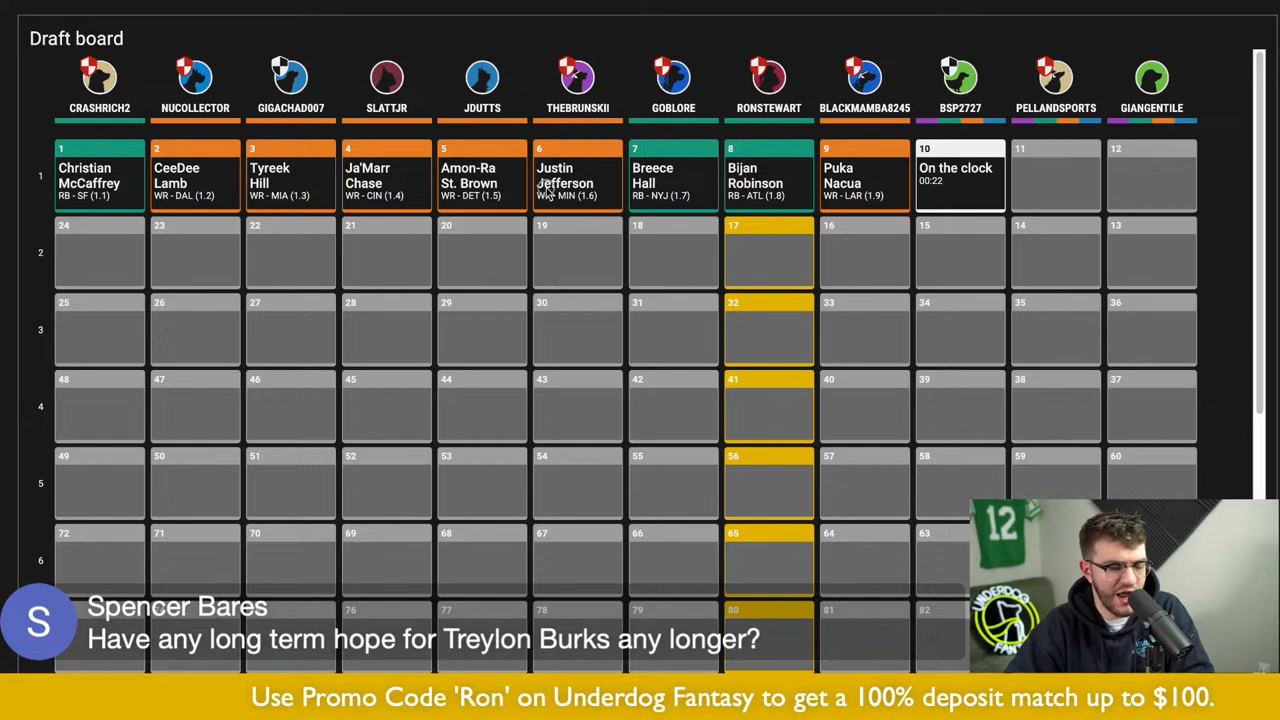 Draft board
CRASHRICH2 NUCOLLECTOR GIGACHAD007 SLATTJR JDUTTS THEBRUNSKII GOBLORE RONSTEWART BLACKMAMBA8245 BSP2727 PELLANDSPORTS GIANGENTILE
1 2 3 4 5 6 7 8 9 10 11 12
1 Christian CeeDee Tyreek Ja'Marr Amon-Ra Justin Breece Bijan Puka On the clock
McCaffrey Lamb Hill Chase St. Brown Jefferson Hall Robinson Nacua 00:22
RB - SF (1.1) WR - DAL (1.2) WR - MIA (1.3) WR - CIN (1.4) WR - DET (1.5) WR - MIN (1.6) RB - NYJ (1.7) RB - ATL (1.8) WR - LAR (1.9)
24 23 22 21 20 19 18 17 16 15 14 13
2
25 26 27 28 29 30 31 32 33 34 35 36
3
48 47 46 45 44 43 42 41 40 39 38 37
4
49 50 51 52 53 54 55 56 57 58 59 60
5
72 71 70 69 68 67 66 65 64 63
6
76 77 78 79 80 81 82
12
UNDERDOG
S
Spencer Bares
Have any long term hope for Treylon Burks any longer?
Use Promo Code 'Ron' on Underdog Fantasy to get a 100% deposit match up to $100.